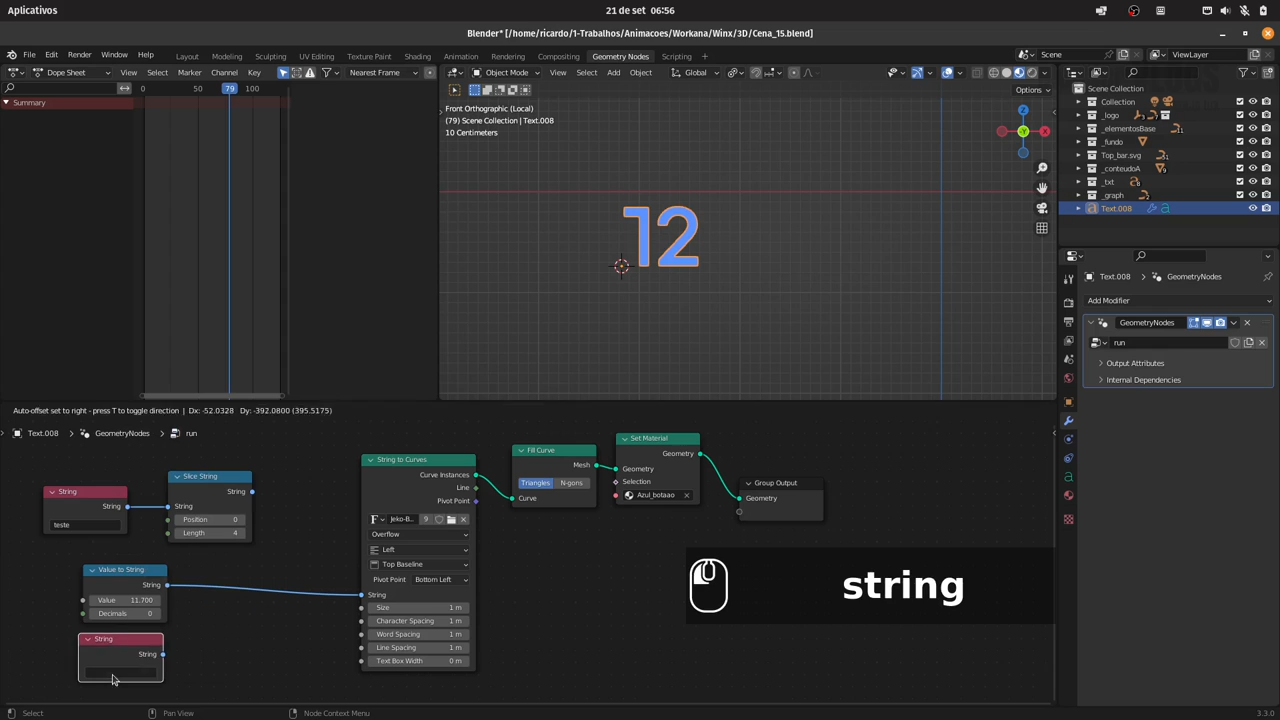 Aplicativos
21 de set 06:56
Blender* [/home/ricardo/1-Trabalhos/Animacoes/Workana/Winx/3D/Cena_15.blend]
File Edit Render Window Help
Layout Modeling Sculpting UV Editing Texture Paint Shading Animation Rendering Compositing Geometry Nodes Scripting
Scene
ViewLayer
Dope Sheet View Select Marker Channel Key Nearest Frame
Object Mode View Select Add Object Global
0 50 79 100
Summary
Options
Front Orthographic (Local)
(79) Scene Collection | Text.008
10 Centimeters
12
Z
-Y
X
Scene Collection
Collection
_logo
_elementosBase
11
_fundo
Top_bar.svg
31
_conteudoA
9
_txt
8
_graph
2
Text.008
Text.008 GeometryNodes
Add Modifier
GeometryNodes
run
Output Attributes
Internal Dependencies
Auto-offset set to right - press T to toggle direction | Dx: -52.0328 Dy: -392.0800 (395.5175)
Text.008 GeometryNodes run
String
String
teste
Slice String
String
String
Position 0
Length 4
Value to String
String
Value 11.700
Decimals 0
String
String
String to Curves
Curve Instances
Line
Pivot Point
Jeko-B... 9
Overflow
Left
Top Baseline
Pivot Point Bottom Left
String
Size 1 m
Character Spacing 1 m
Word Spacing 1 m
Line Spacing 1 m
Text Box Width 0 m
Fill Curve
Mesh
Triangles N-gons
Curve
Set Material
Geometry
Geometry
Selection
Azul_botaao
Group Output
Geometry
string
Select Pan View Node Context Menu
3.3.0